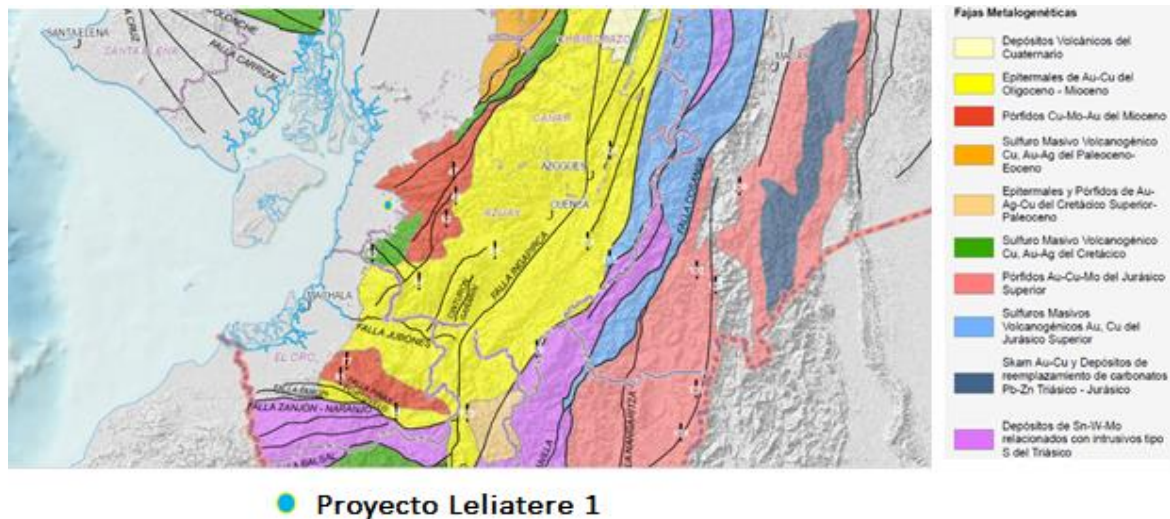 SANTA ELENA
SANTA ELENA
FALLA CARRIZAL
CHIMBORAZO
CAÑAR
AZOGUES
CUENCA
AZUAY
FALLA INGAPIRCA
FALLA COSANGA
MACHALA
FALLA JUBONES
EL ORO
FALLA ZANJON - NARANJO
FALLA NANGARITZA
Fajas Metalogenéticas
Depósitos Volcánicos del
Cuaternario
Epitermales de Au-Cu del
Oligoceno - Mioceno
Pórfidos Cu-Mo-Au del Mioceno
Sulfuro Masivo Volcanogénico
Cu, Au-Ag del Paleoceno-
Eoceno
Epitermales y Pórfidos de Au-
Ag-Cu del Cretácico Superior-
Paleoceno
Sulfuro Masivo Volcanogénico
Cu, Au-Ag del Cretácico
Pórfidos Au-Cu-Mo del Jurásico
Superior
Sulfuros Masivos
Volcanogénicos Au, Cu del
Jurásico Superior
Skarn Au-Cu y Depósitos de
reemplazamiento de carbonatos
Pb-Zn Triásico - Jurásico
Depósitos de Sn-W-Mo
relacionados con intrusivos tipo
S del Triásico
Proyecto Leliatere 1